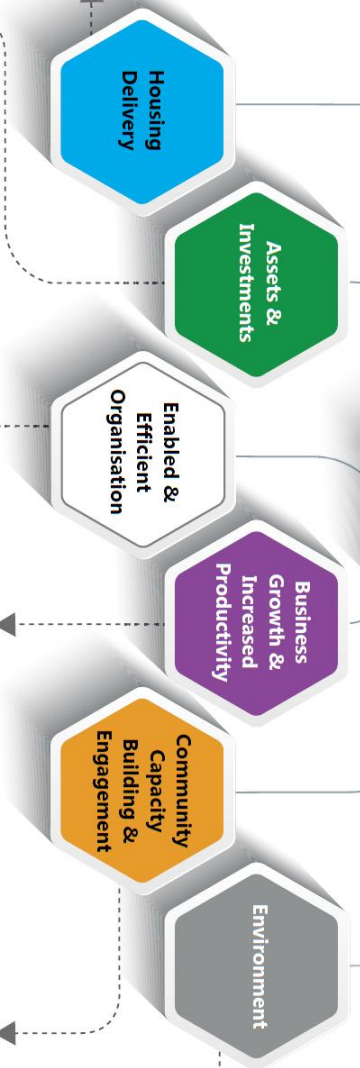 Housing
Delivery
Assets &
Investments
Enabled &
Efficient
Organisation
Business
Growth &
Increased
Productivity
Community
Capacity
Building &
Engagement
Environment